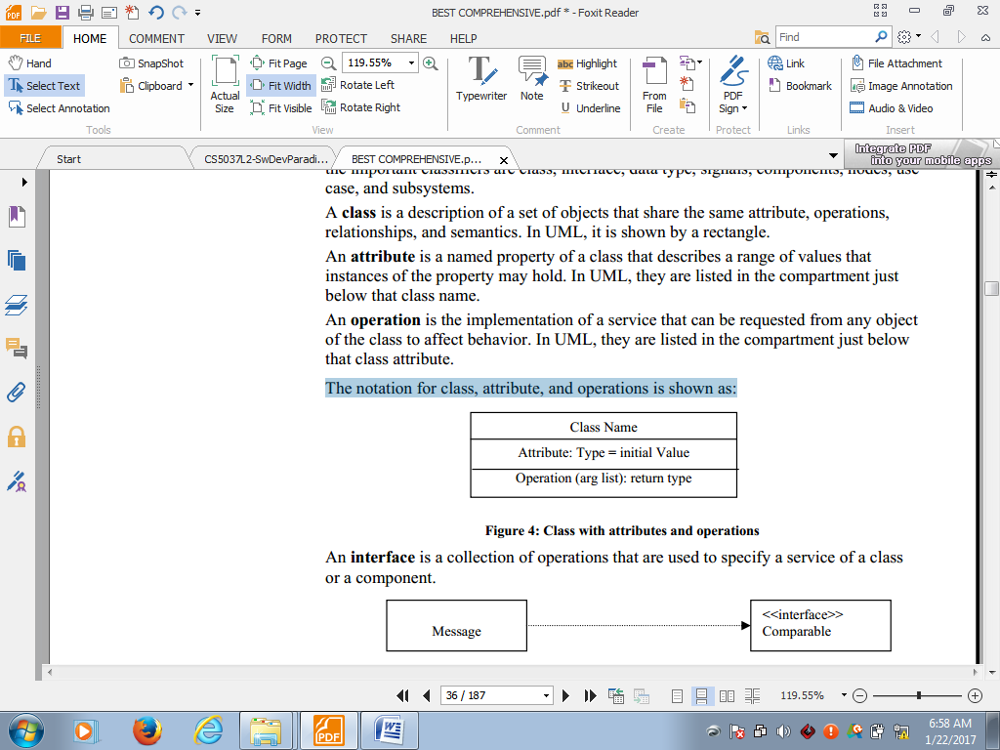 BEST COMPREHENSIVE.pdf * - Foxit Reader
FILE HOME COMMENT VIEW FORM PROTECT SHARE HELP
Find
Hand
Select Text
Select Annotation
SnapShot
Clipboard
Tools
Actual Size
Fit Page
Fit Width
Fit Visible
119.55%
Rotate Left
Rotate Right
View
Typewriter
Note
Highlight
Strikeout
Underline
Comment
From File
Create
PDF Sign
Protect
Link
Bookmark
Links
File Attachment
Image Annotation
Audio & Video
Insert
Start
CS5037L2-SwDevParadi...
BEST COMPREHENSIVE.p...
Integrate PDF
into your mobile apps
the important classifiers are class, interface, data type, signals, components, nodes, use
case, and subsystems.
A class is a description of a set of objects that share the same attribute, operations,
relationships, and semantics. In UML, it is shown by a rectangle.
An attribute is a named property of a class that describes a range of values that
instances of the property may hold. In UML, they are listed in the compartment just
below that class name.
An operation is the implementation of a service that can be requested from any object
of the class to affect behavior. In UML, they are listed in the compartment just below
that class attribute.
The notation for class, attribute, and operations is shown as:
Class Name
Attribute: Type = initial Value
Operation (arg list): return type
Figure 4: Class with attributes and operations
An interface is a collection of operations that are used to specify a service of a class
or a component.
Message
<<interface>>
Comparable
36 / 187
119.55%
PDF
6:58 AM
1/22/2017